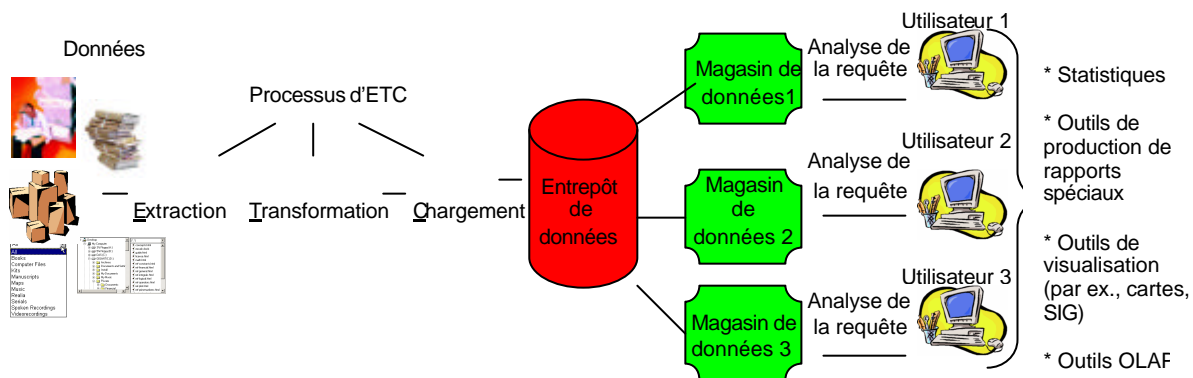 Données
Processus d'ETC
Extraction
Transformation
Chargement
Entrepôt
de
données
Magasin de
données1
Magasin
de
données 2
Magasin de
données 3
Analyse de
la requête
Analyse de
la requête
Analyse de
la requête
Utilisateur 1
Utilisateur 2
Utilisateur 3
* Statistiques
* Outils de
production de
rapports
spéciaux
* Outils de
visualisation
(par ex., cartes,
SIG)
* Outils OLAP
All
Books
Computer Files
Kits
Manuscripts
Maps
Music
Realia
Serials
Spoken Recordings
Videorecordings